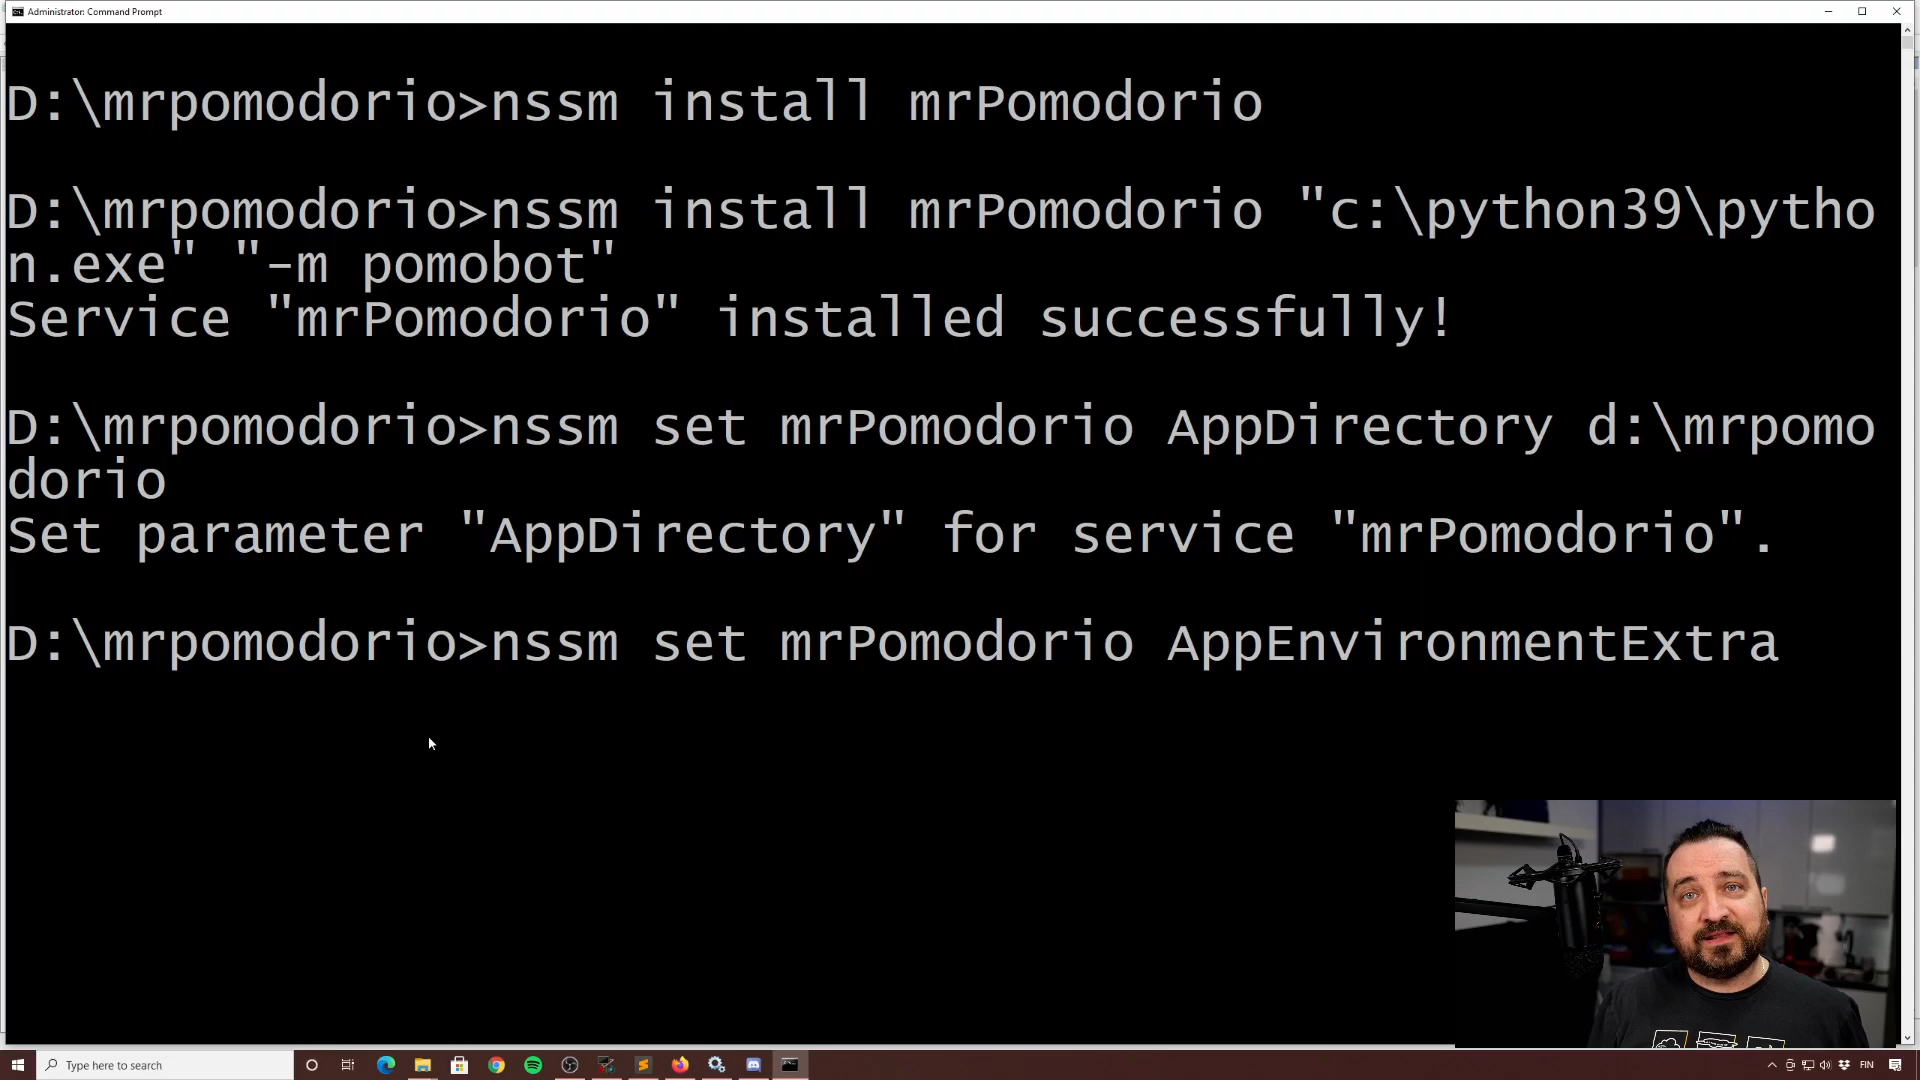 Administrator: Command Prompt
D:\mrpomodorio>nssm install mrPomodorio
D:\mrpomodorio>nssm install mrPomodorio "c:\python39\pytho
n.exe" "-m pomobot"
Service "mrPomodorio" installed successfully!
D:\mrpomodorio>nssm set mrPomodorio AppDirectory d:\mrpomo
dorio
Set parameter "AppDirectory" for service "mrPomodorio".
D:\mrpomodorio>nssm set mrPomodorio AppEnvironmentExtra
Type here to search
FIN